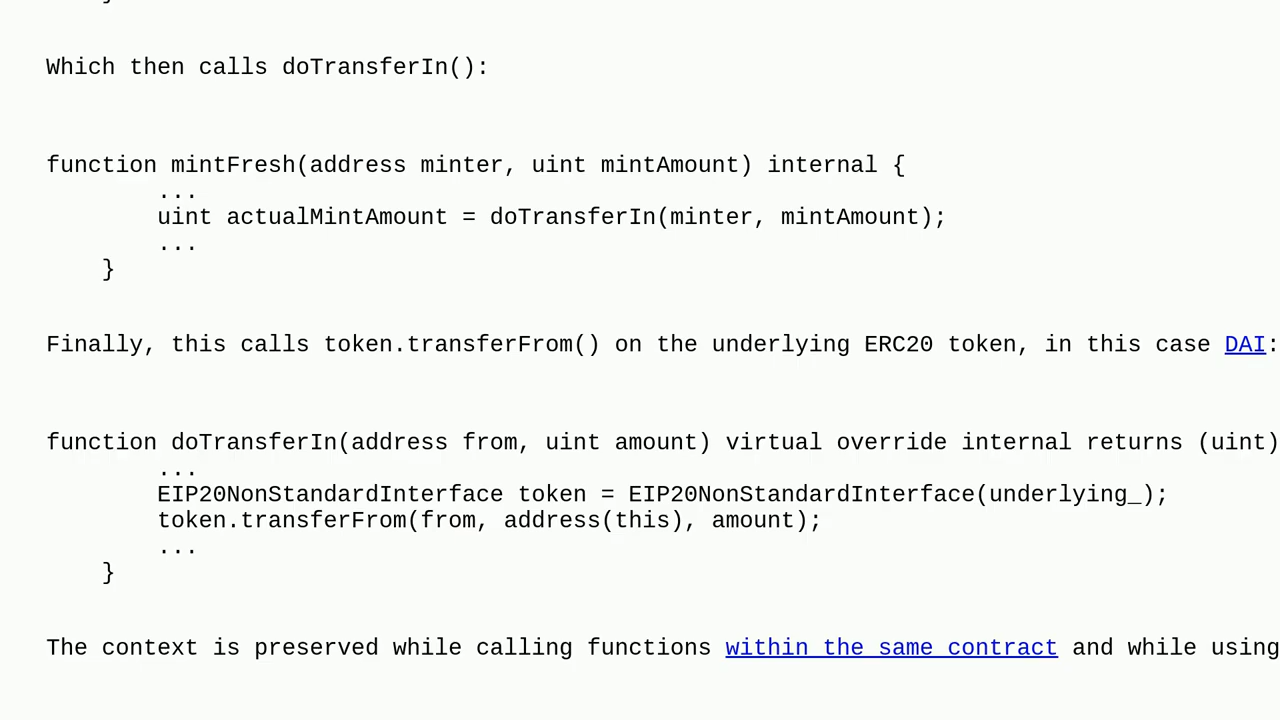 Which then calls doTransferIn():
function mintFresh(address minter, uint mintAmount) internal {
...
uint actualMintAmount = doTransferIn(minter, mintAmount);
...
}
Finally, this calls token.transferFrom() on the underlying ERC20 token, in this case DAI:
function doTransferIn(address from, uint amount) virtual override internal returns (uint)
...
EIP20NonStandardInterface token = EIP20NonStandardInterface(underlying_);
token.transferFrom(from, address(this), amount);
...
}
The context is preserved while calling functions within the same contract and while using